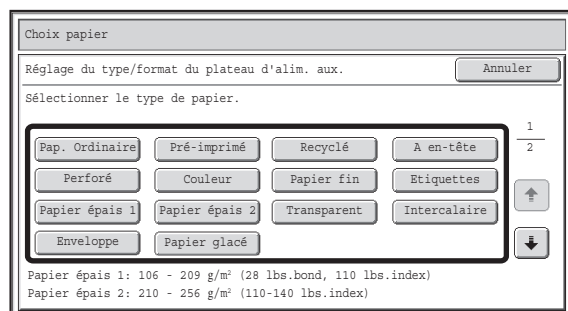 Choix papier
Réglage du type/format du plateau d'alim. aux. Annuler
Sélectionner le type de papier.
1
Pap. Ordinaire Pré-imprimé Recyclé A en-tête 2
Perforé Couleur Papier fin Etiquettes
Papier épais 1 Papier épais 2 Transparent Intercalaire
Enveloppe Papier glacé
Papier épais 1: 106 - 209 g/m² (28 lbs.bond, 110 lbs.index)
Papier épais 2: 210 - 256 g/m² (110-140 lbs.index)